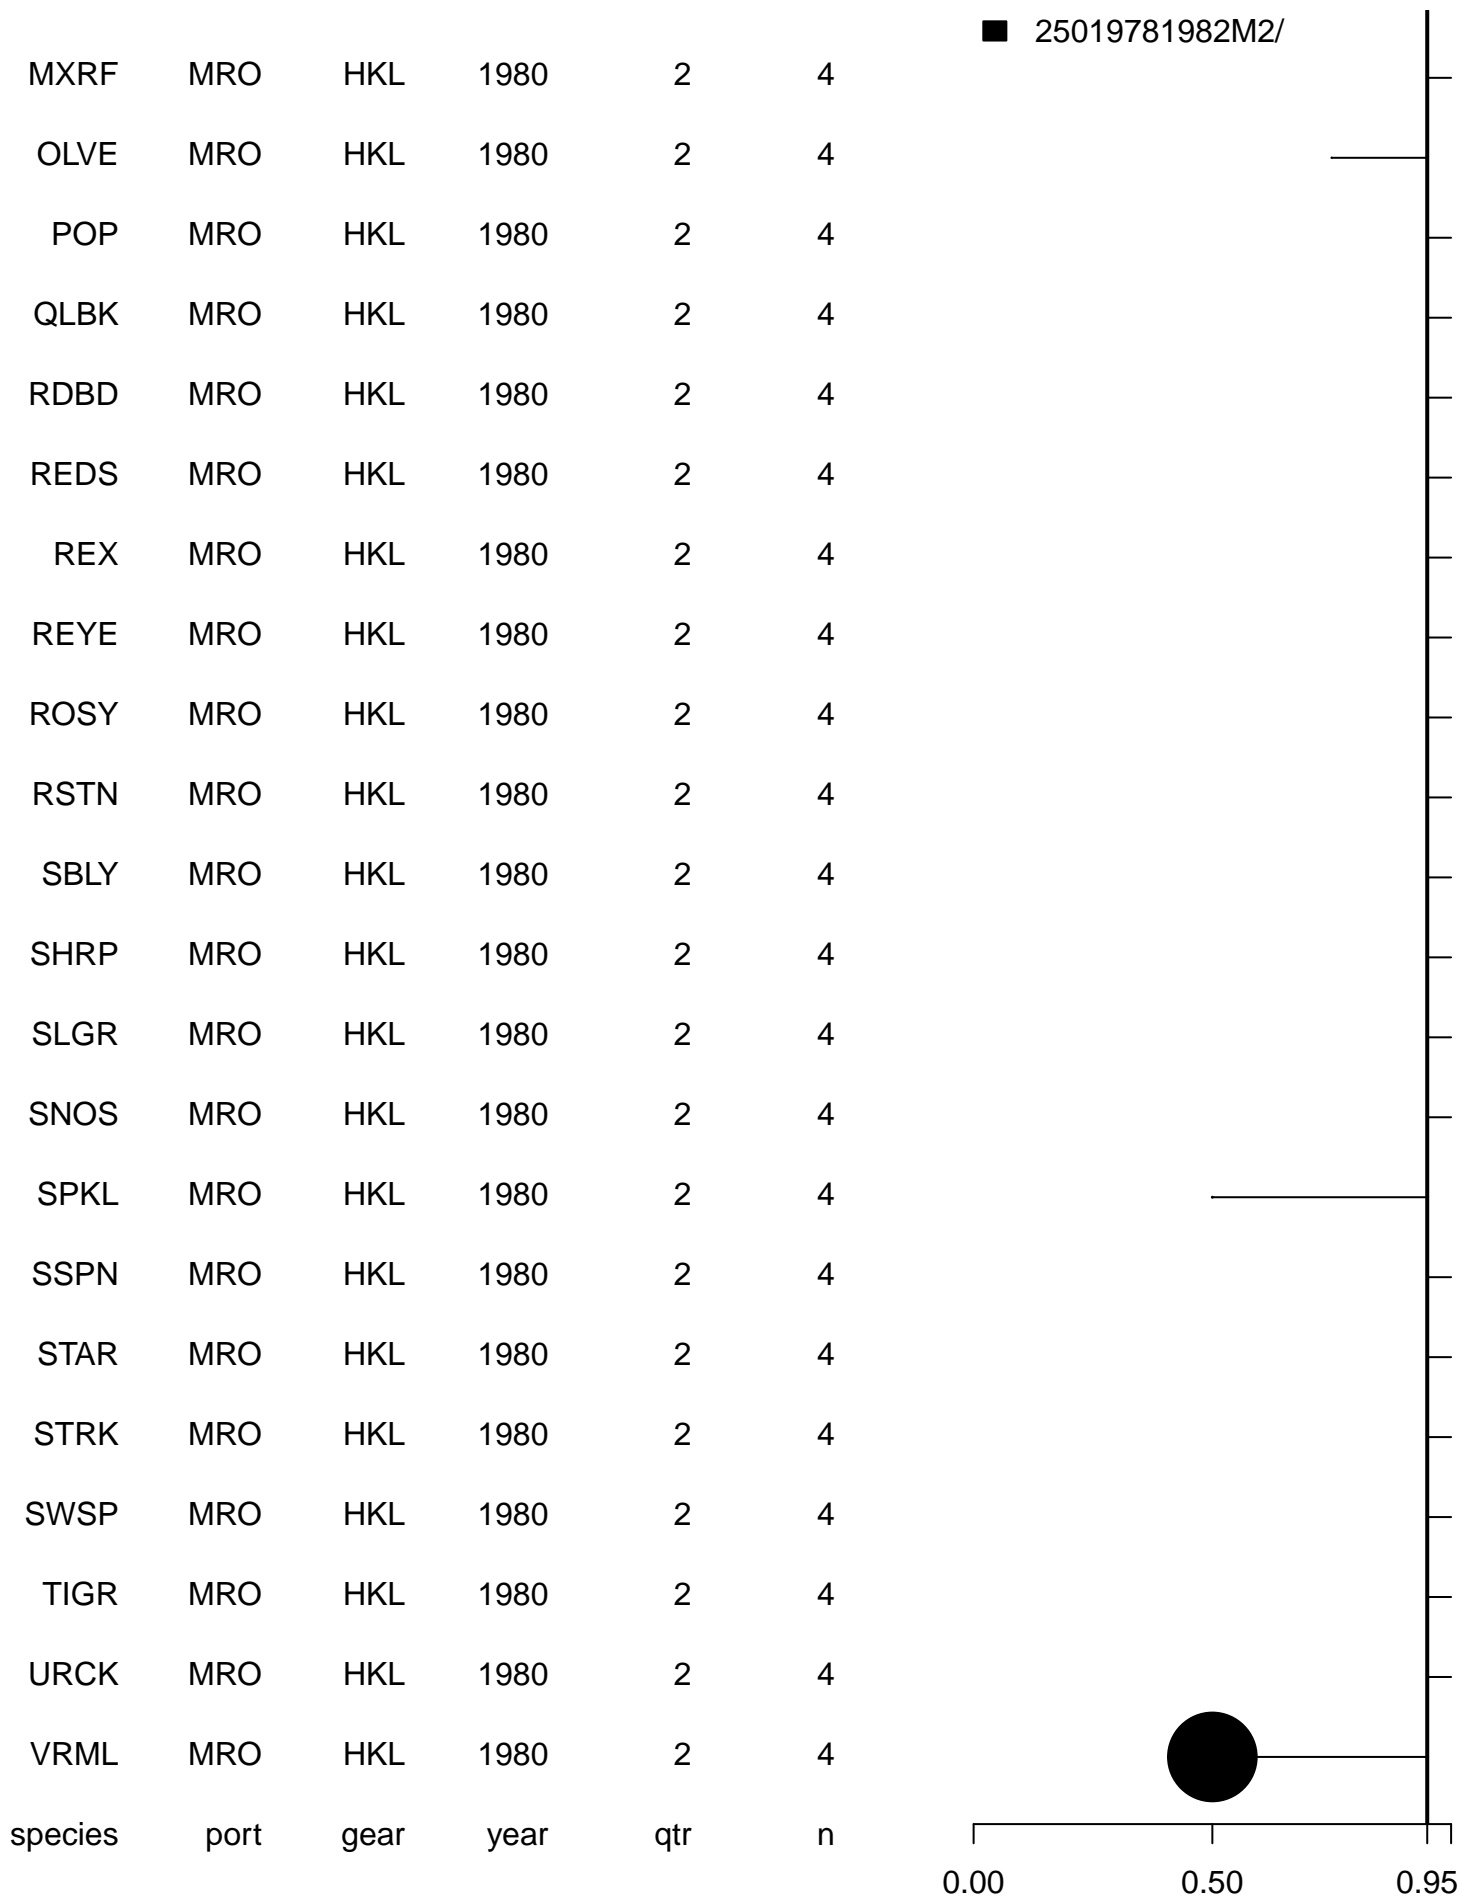 25019781982M2/
MXRF MRO HKL 1980 2 4
OLVE MRO HKL 1980 2 4
POP MRO HKL 1980 2 4
QLBK MRO HKL 1980 2 4
RDBD MRO HKL 1980 2 4
REDS MRO HKL 1980 2 4
REX MRO HKL 1980 2 4
REYE MRO HKL 1980 2 4
ROSY MRO HKL 1980 2 4
RSTN MRO HKL 1980 2 4
SBLY MRO HKL 1980 2 4
SHRP MRO HKL 1980 2 4
SLGR MRO HKL 1980 2 4
SNOS MRO HKL 1980 2 4
SPKL MRO HKL 1980 2 4
SSPN MRO HKL 1980 2 4
STAR MRO HKL 1980 2 4
STRK MRO HKL 1980 2 4
SWSP MRO HKL 1980 2 4
TIGR MRO HKL 1980 2 4
URCK MRO HKL 1980 2 4
VRML MRO HKL 1980 2 4
species port gear year qtr n
0.00 0.50 0.95